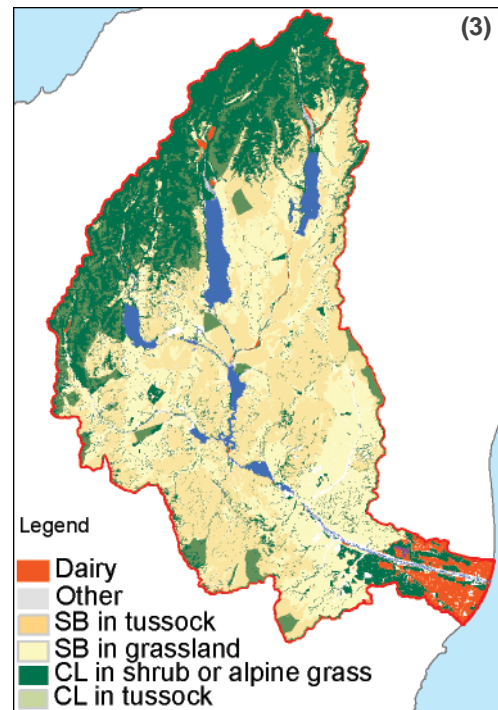 (3)
Legend
Dairy
Other
SB in tussock
SB in grassland
CL in shrub or alpine grass
CL in tussock